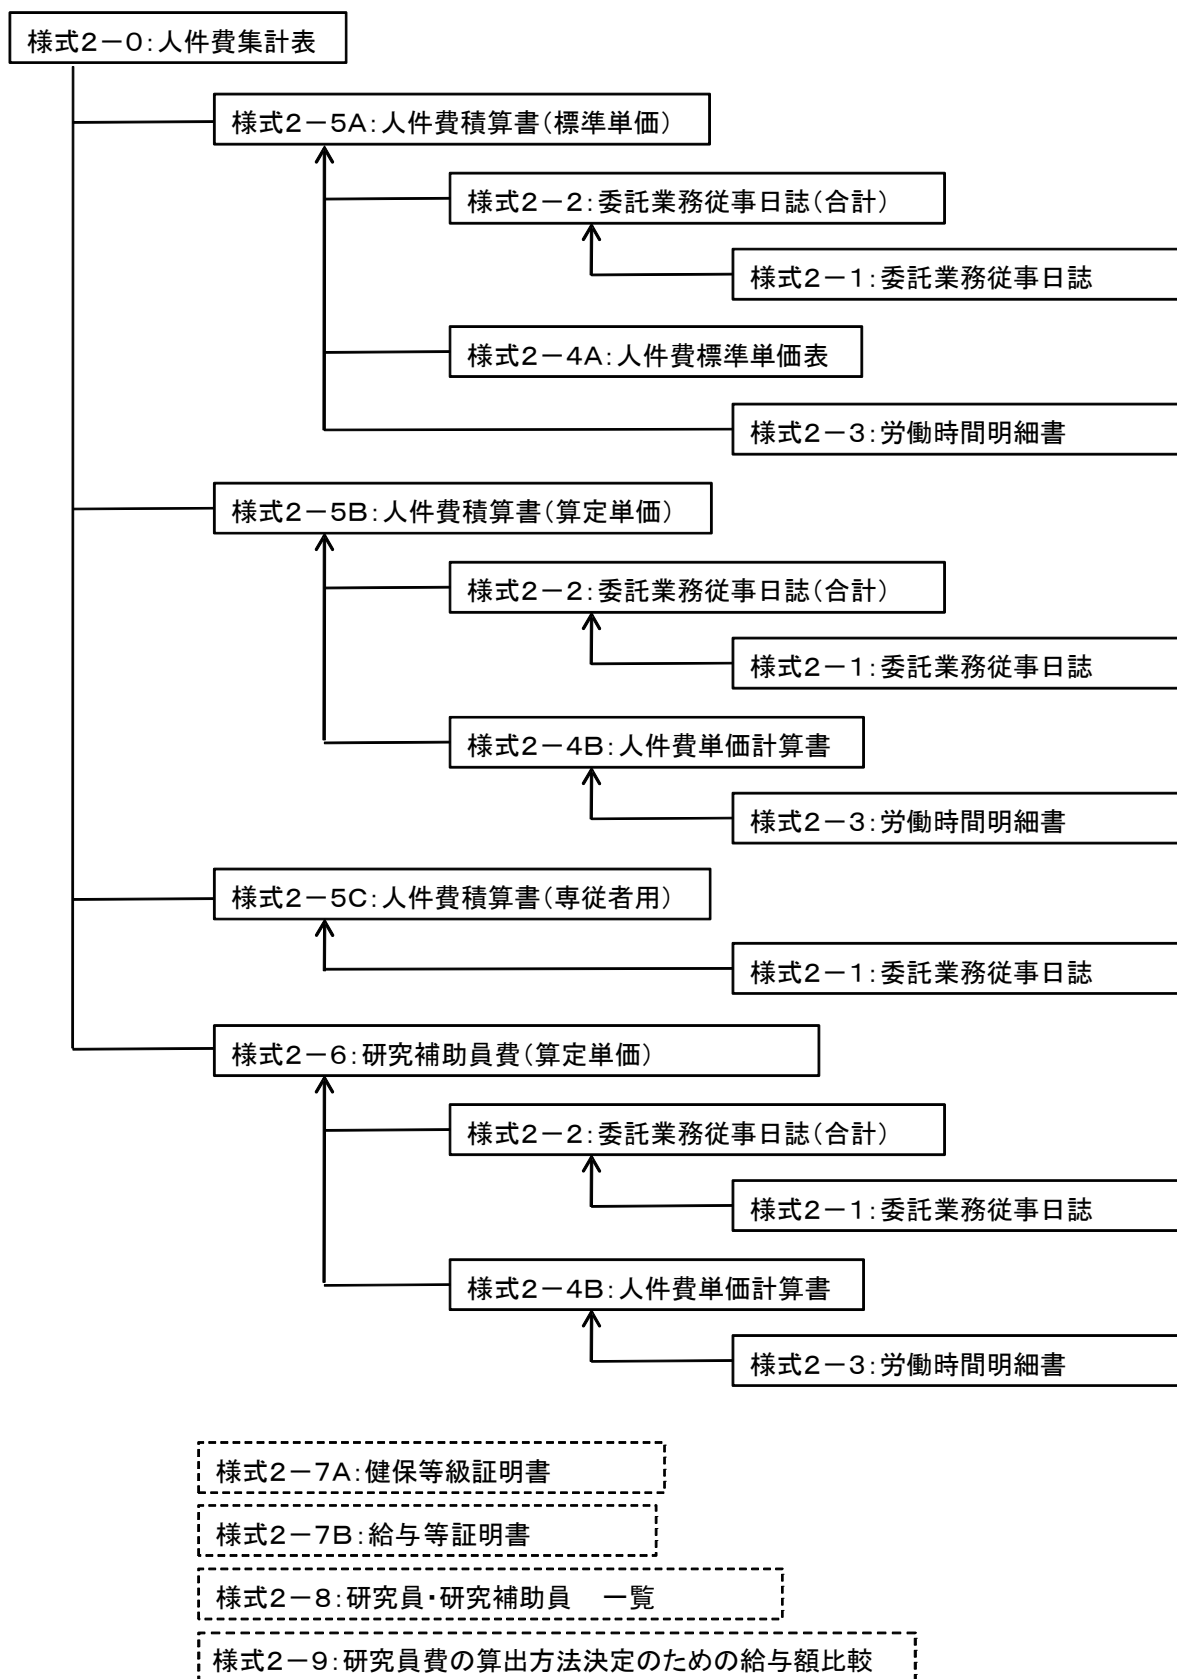 様式2－0：人件費集計表
様式2－5A：人件費積算書（標準単価）
様式2－2：委託業務従事日誌（合計）
様式2－1：委託業務従事日誌
様式2－4A：人件費標準単価表
様式2－3：労働時間明細書
様式2－5B：人件費積算書（算定単価）
様式2－2：委託業務従事日誌（合計）
様式2－1：委託業務従事日誌
様式2－4B：人件費単価計算書
様式2－3：労働時間明細書
様式2－5C：人件費積算書（専従者用）
様式2－1：委託業務従事日誌
様式2－6：研究補助員費（算定単価）
様式2－2：委託業務従事日誌（合計）
様式2－1：委託業務従事日誌
様式2－4B：人件費単価計算書
様式2－3：労働時間明細書
様式2－7A：健保等級証明書
様式2－7B：給与等証明書
様式2－8：研究員・研究補助員　一覧
様式2－9：研究員費の算出方法決定のための給与額比較